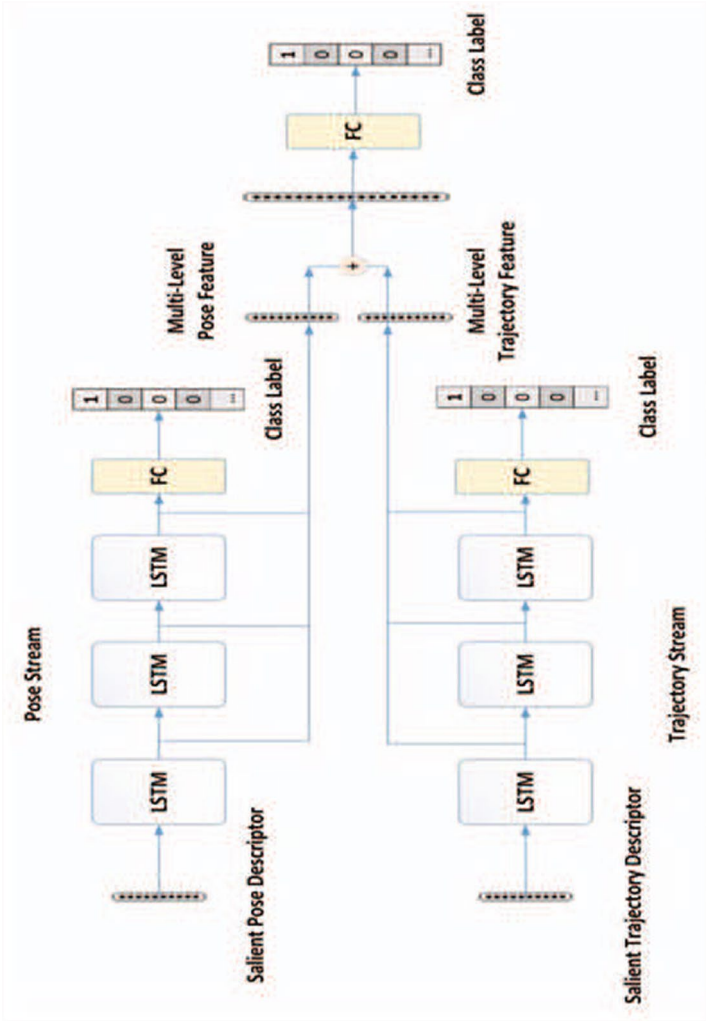 Pose Stream
Salient Pose Descriptor
LSTM
LSTM
LSTM
FC
1
0
0
0
...
Class Label
Multi-Level
Pose Feature
Salient Trajectory Descriptor
LSTM
LSTM
LSTM
FC
1
0
0
0
...
Class Label
Trajectory Stream
Multi-Level
Trajectory Feature
+
FC
1
0
0
0
...
Class Label